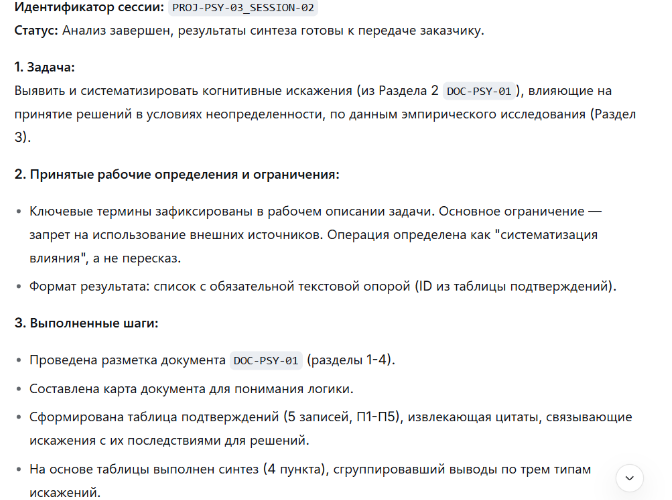 Идентификатор сессии: PROJ-PSY-03_SESSION-02
Статус: Анализ завершен, результаты синтеза готовы к передаче заказчику.
1. Задача:
Выявить и систематизировать когнитивные искажения (из Раздела 2 DOC-PSY-01), влияющие на
принятие решений в условиях неопределенности, по данным эмпирического исследования (Раздел
3).
2. Принятые рабочие определения и ограничения:
• Ключевые термины зафиксированы в рабочем описании задачи. Основное ограничение —
запрет на использование внешних источников. Операция определена как "систематизация
влияния", а не пересказ.
• Формат результата: список с обязательной текстовой опорой (ID из таблицы подтверждений).
3. Выполненные шаги:
• Проведена разметка документа DOC-PSY-01 (разделы 1-4).
• Составлена карта документа для понимания логики.
• Сформирована таблица подтверждений (5 записей, П1-П5), извлекающая цитаты, связывающие
искажения с их последствиями для решений.
• На основе таблицы выполнен синтез (4 пункта), сгруппировавший выводы по трем типам
искажений.